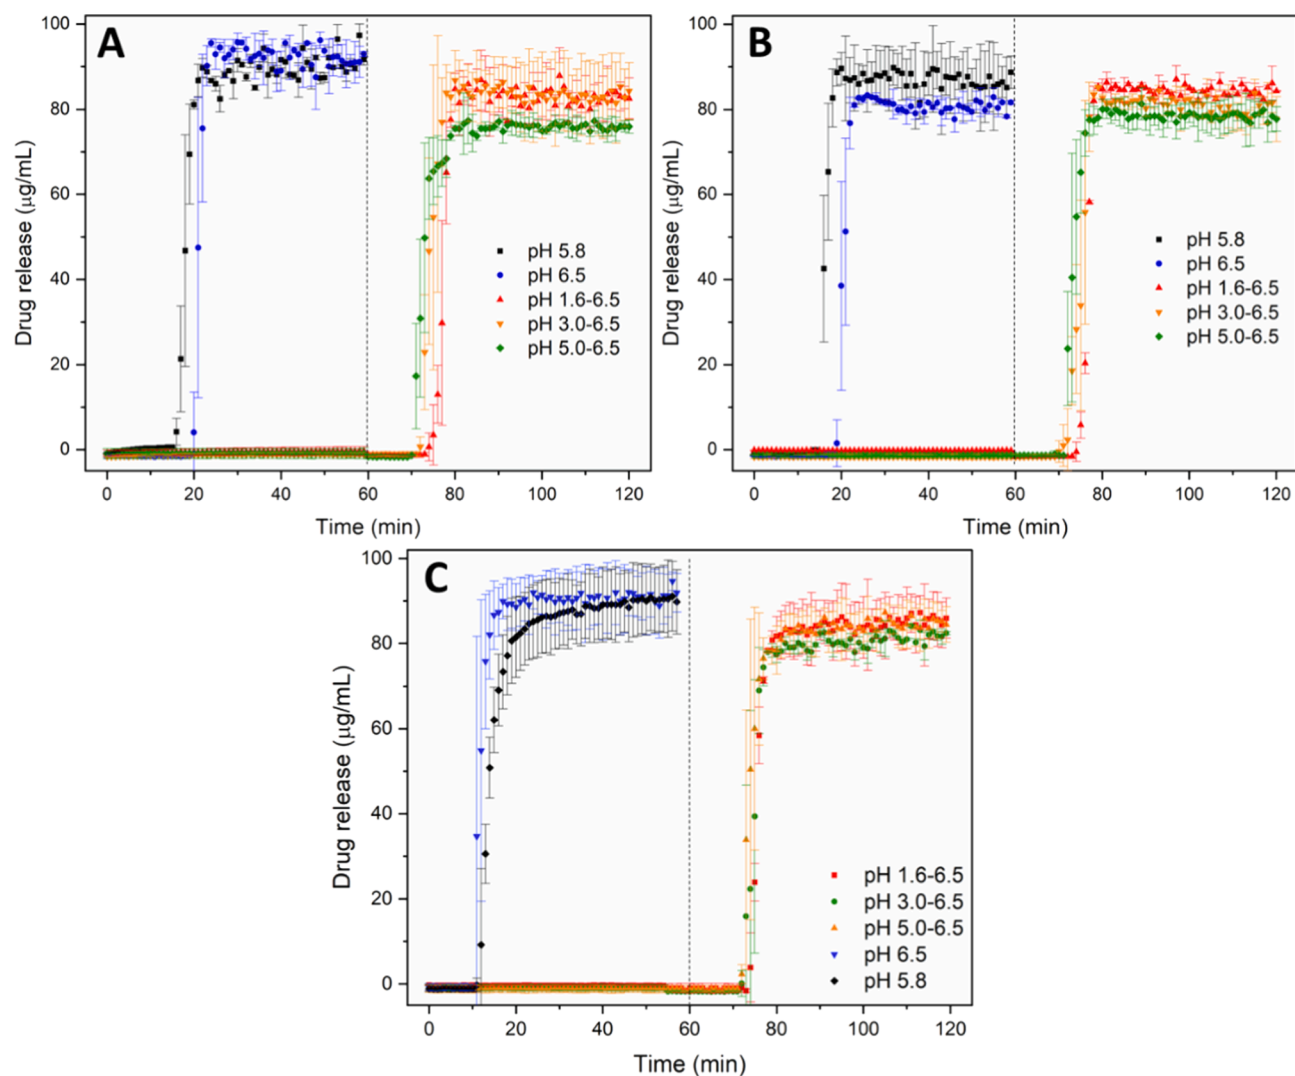 A
Drug release (µg/mL)
100
80
60
40
20
0
pH 5.8
pH 6.5
pH 1.6-6.5
pH 3.0-6.5
pH 5.0-6.5
0 20 40 60 80 100 120
Time (min)
B
Drug release (µg/mL)
100
80
60
40
20
0
pH 5.8
pH 6.5
pH 1.6-6.5
pH 3.0-6.5
pH 5.0-6.5
0 20 40 60 80 100 120
Time (min)
C
Drug release (µg/mL)
100
80
60
40
20
0
pH 1.6-6.5
pH 3.0-6.5
pH 5.0-6.5
pH 6.5
pH 5.8
0 20 40 60 80 100 120
Time (min)